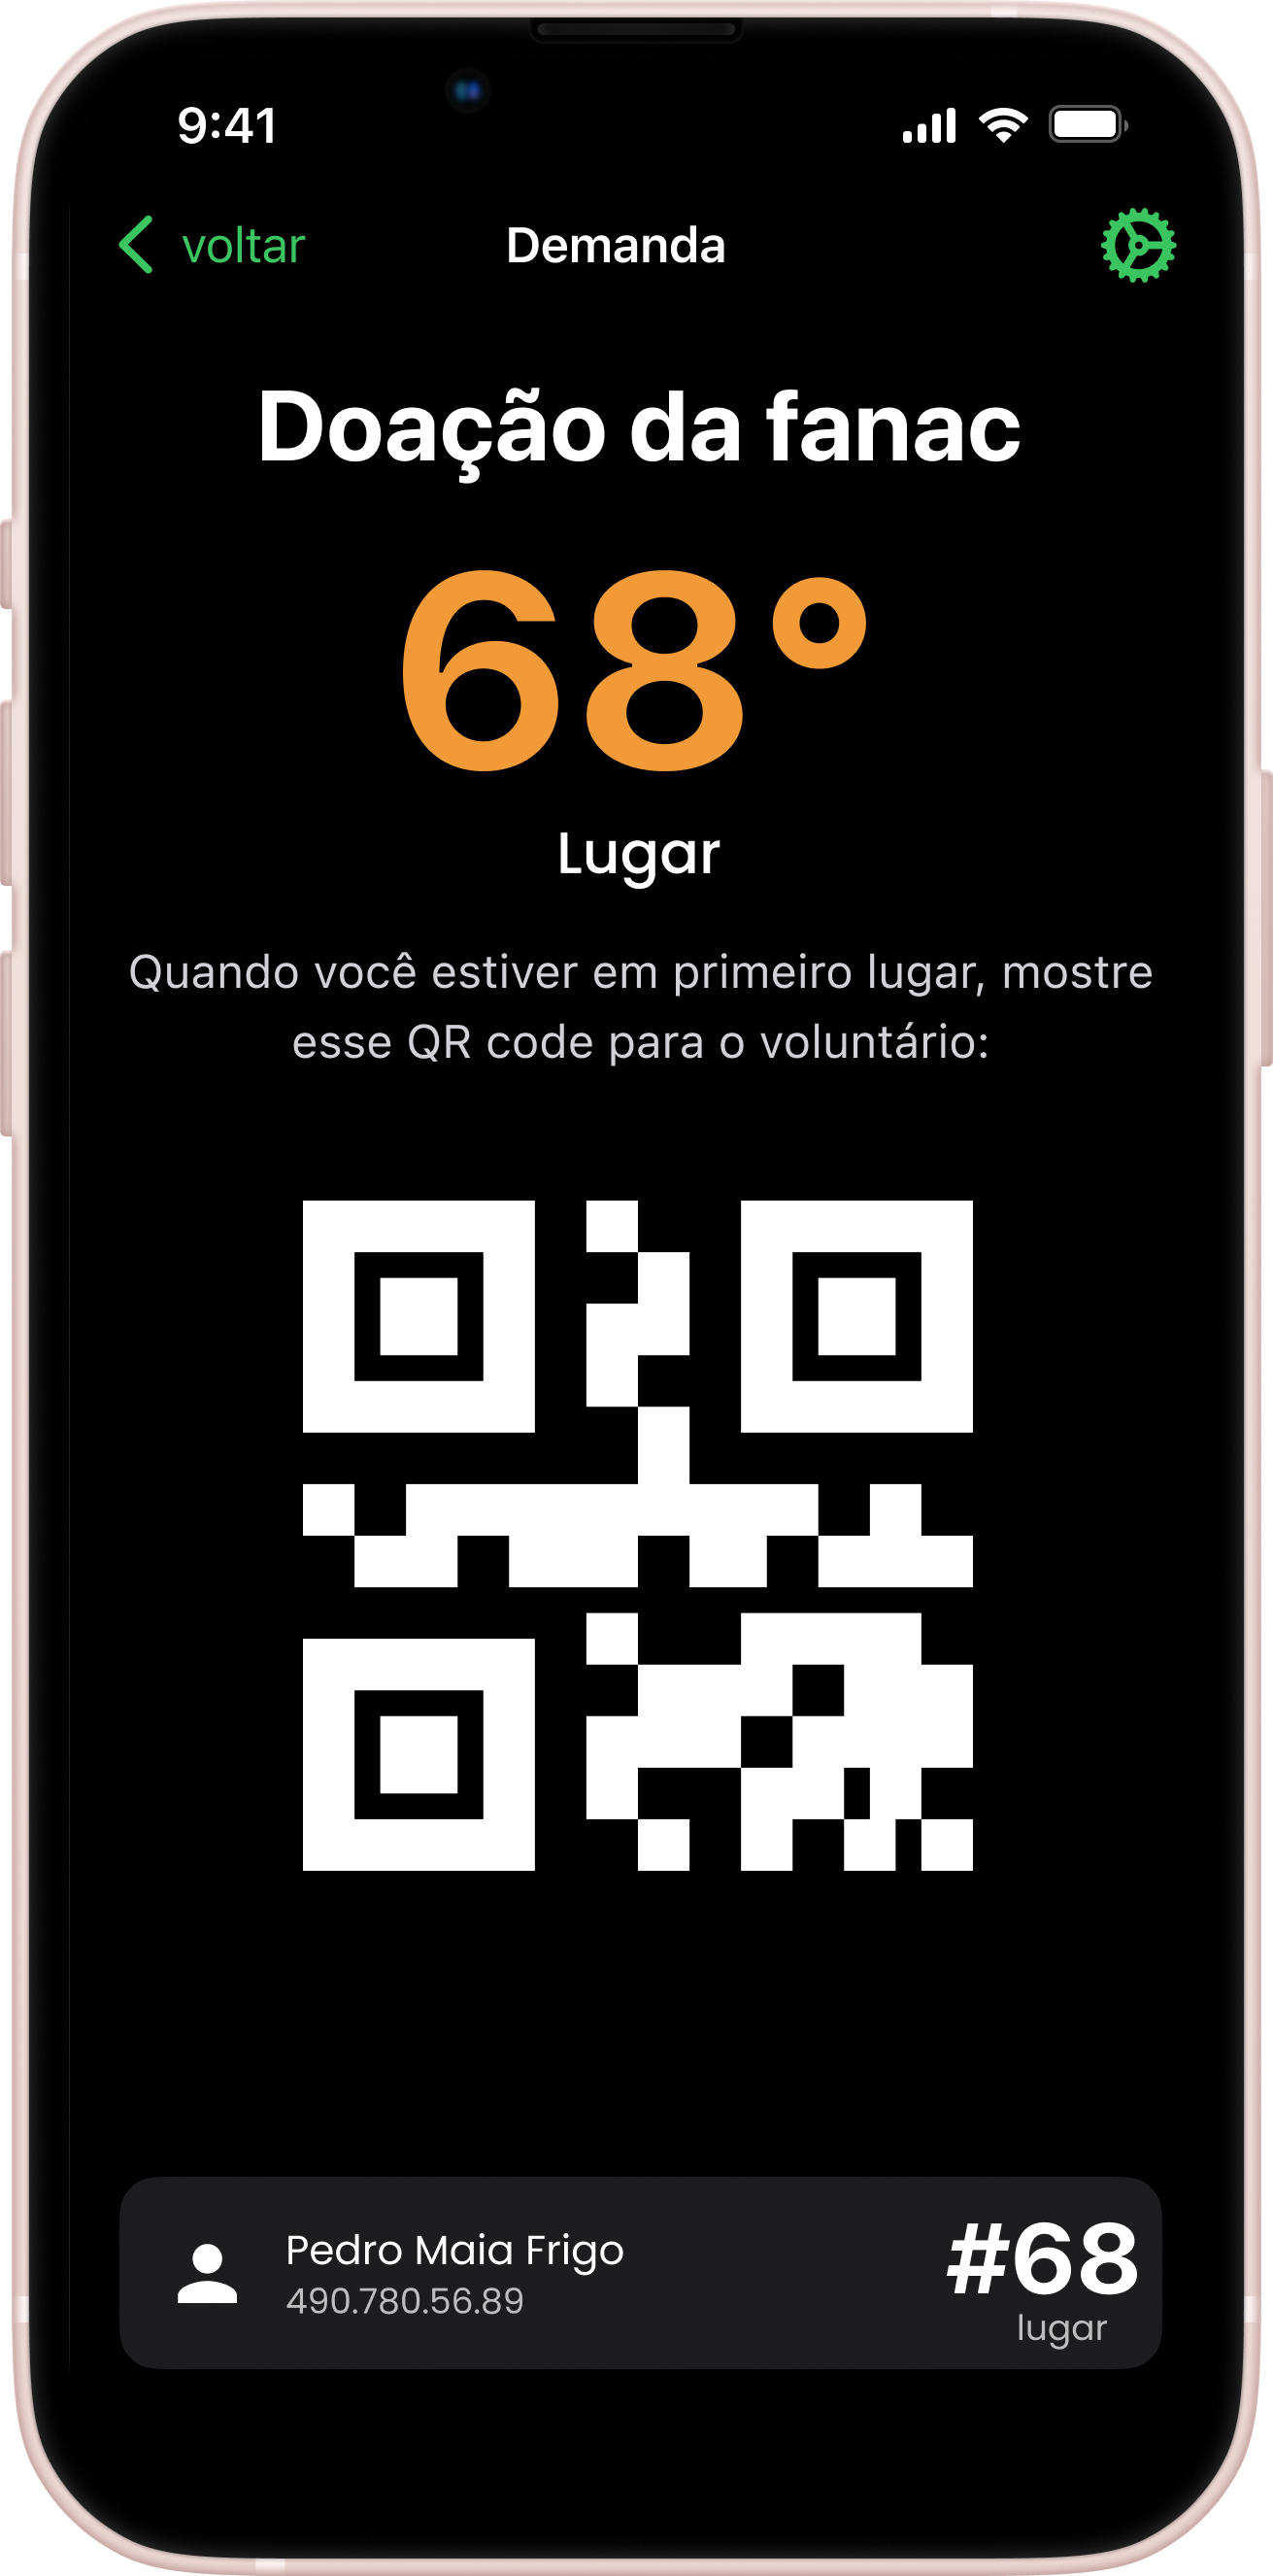 9:41
voltar
Demanda
Doação da fanac
68°
Lugar
Quando você estiver em primeiro lugar, mostre
esse QR code para o voluntário:
Pedro Maia Frigo
490.780.56.89
#68
lugar